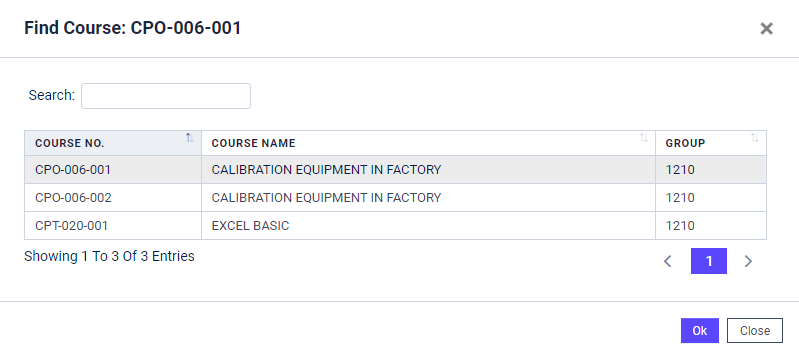 Find Course: CPO-006-001
Search:
COURSE NO. COURSE NAME GROUP
CPO-006-001 CALIBRATION EQUIPMENT IN FACTORY 1210
CPO-006-002 CALIBRATION EQUIPMENT IN FACTORY 1210
CPT-020-001 EXCEL BASIC 1210
Showing 1 To 3 Of 3 Entries 1
Ok Close